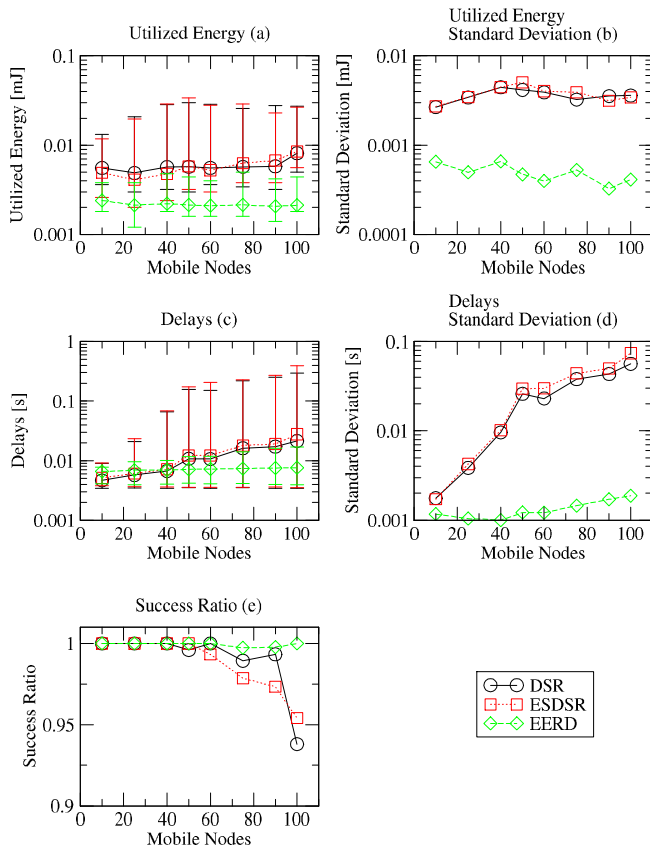 Utilized Energy (a)
Utilized Energy [mJ]
0.1
0.01
0.001
0 20 40 60 80 100
Mobile Nodes
Utilized Energy
Standard Deviation (b)
Standard Deviation [mJ]
0.01
0.001
0.0001
0 20 40 60 80 100
Mobile Nodes
Delays (c)
Delays [s]
1
0.1
0.01
0.001
0 20 40 60 80 100
Mobile Nodes
Delays
Standard Deviation (d)
Standard Deviation [s]
0.1
0.01
0.001
0 20 40 60 80 100
Mobile Nodes
Success Ratio (e)
Success Ratio
1
0.95
0.9
0 20 40 60 80 100
Mobile Nodes
DSR
ESDSR
EERD